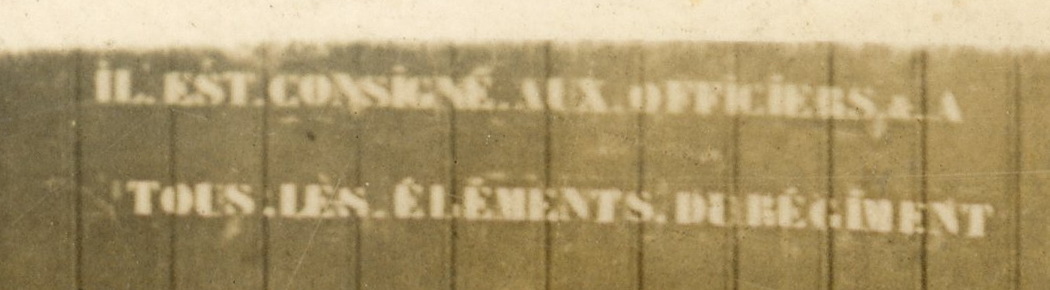 IL.EST.CONSIGNÉ.AUX.OFFICIERS.& A
TOUS.LES.ÉLÉMENTS.DU RÉGIMENT